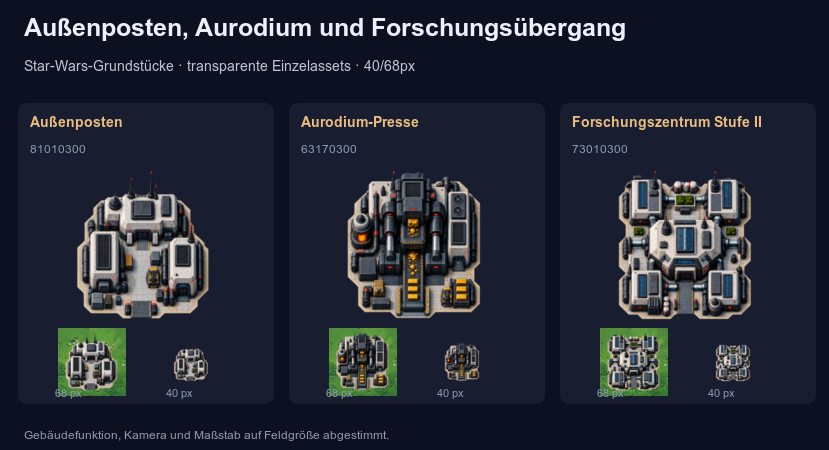 Außenposten, Aurodium und Forschungsübergang
Star-Wars-Grundstücke · transparente Einzelassets · 40/68px
Außenposten
81010300
68 px
40 px
Aurodium-Presse
63170300
68 px
40 px
Forschungszentrum Stufe II
73010300
68 px
40 px
Gebäudefunktion, Kamera und Maßstab auf Feldgröße abgestimmt.